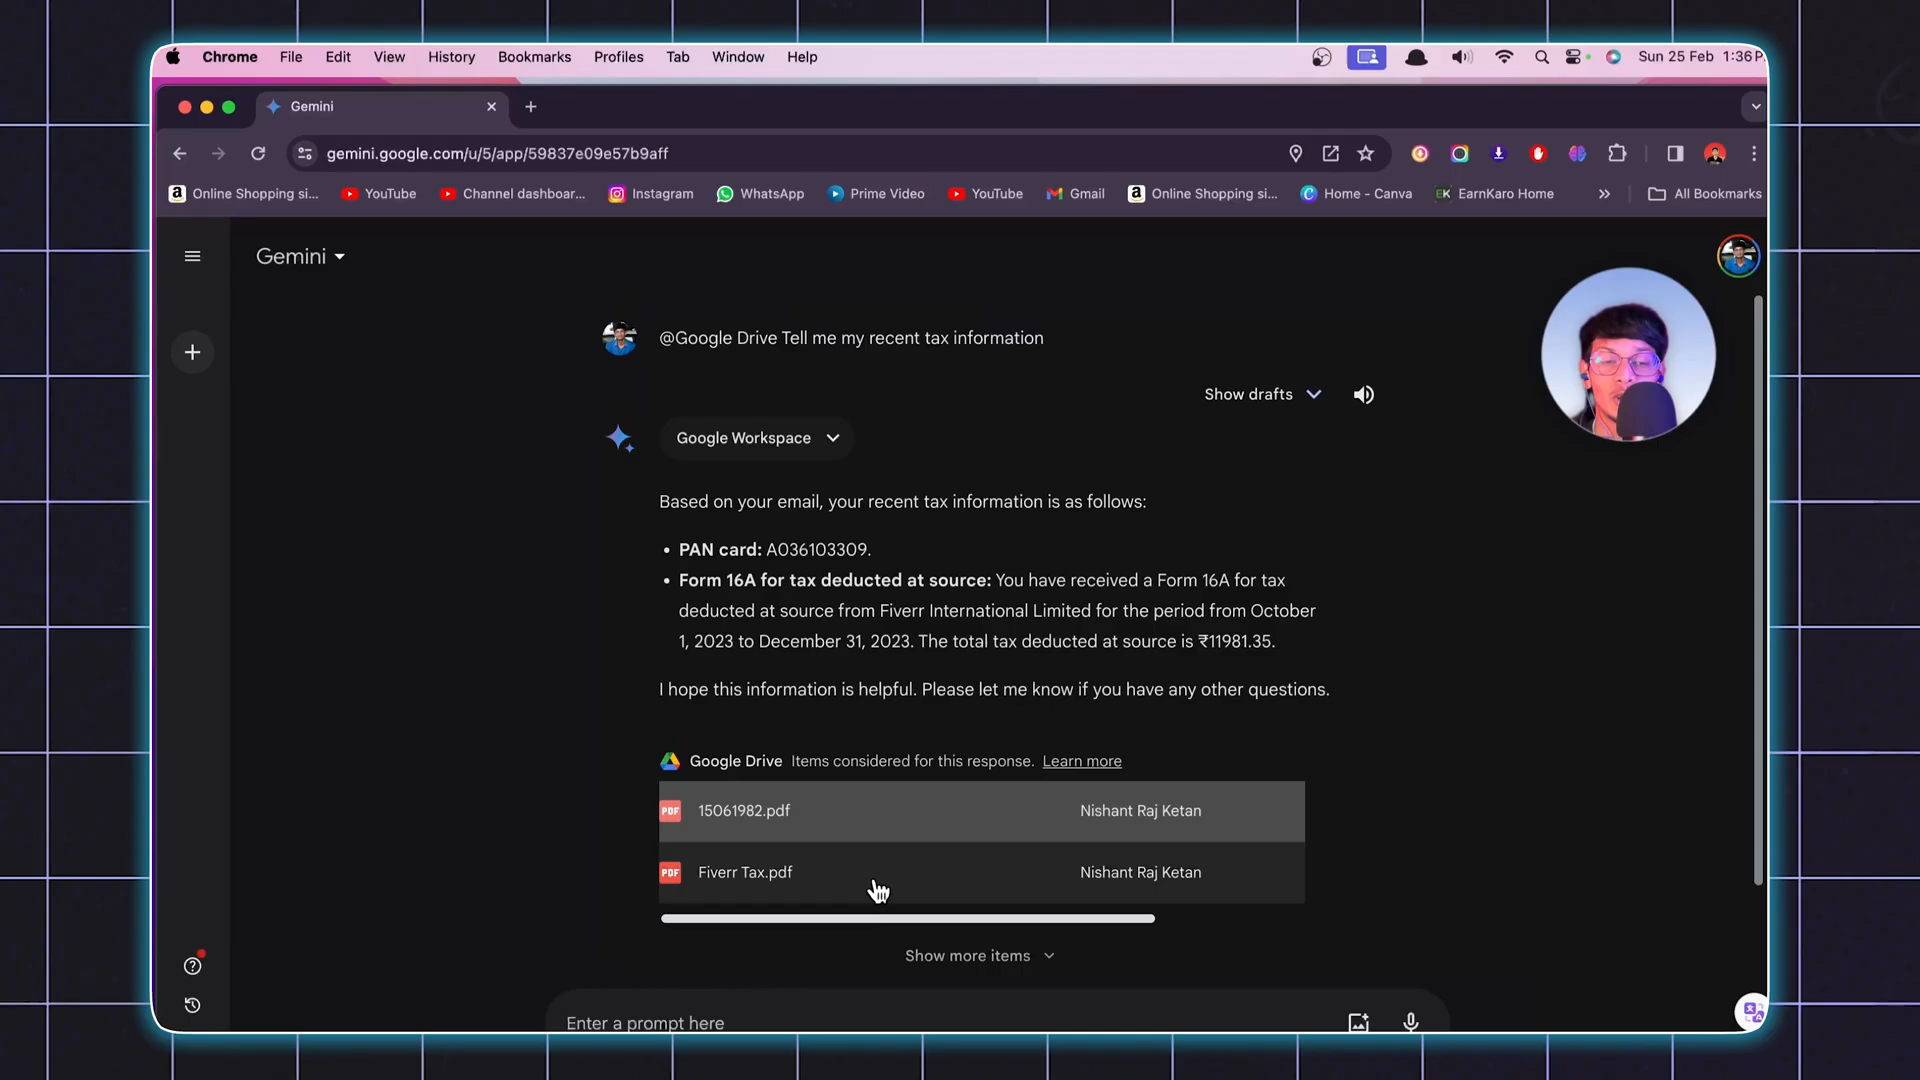 Chrome File Edit View History Bookmarks Profiles Tab Window Help Sun 25 Feb 1:36P
Gemini
gemini.google.com/u/5/app/59837e09e57b9aff
Online Shopping si... YouTube Channel dashboar... Instagram WhatsApp Prime Video YouTube Gmail Online Shopping si... Home - Canva EK EarnKaro Home » All Bookmarks
Gemini
@Google Drive Tell me my recent tax information
Show drafts
Google Workspace
Based on your email, your recent tax information is as follows:
• PAN card: A036103309.
• Form 16A for tax deducted at source: You have received a Form 16A for tax
deducted at source from Fiverr International Limited for the period from October
1, 2023 to December 31, 2023. The total tax deducted at source is ₹11981.35.
I hope this information is helpful. Please let me know if you have any other questions.
Google Drive Items considered for this response. Learn more
PDF 15061982.pdf Nishant Raj Ketan
PDF Fiverr Tax.pdf Nishant Raj Ketan
Show more items
Enter a prompt here